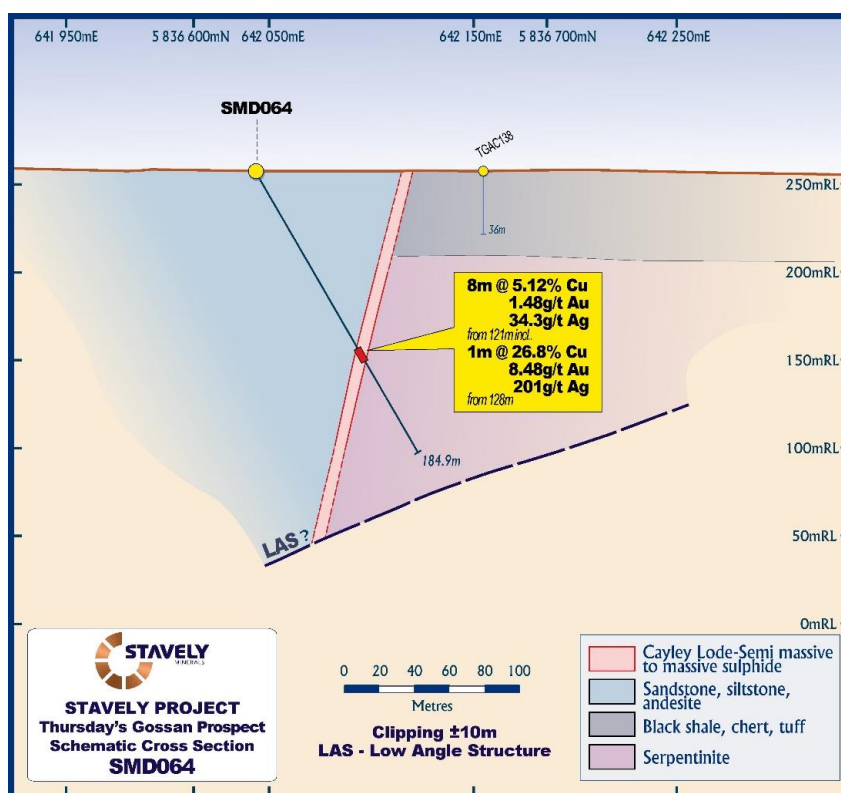 641 950mE
5 836 600mN
642 050mE
642 150mE
5 836 700mN
642 250mE
SMD064
TGAC138
250mRL
36m
200mRL
8m @ 5.12% Cu
1.48g/t Au
34.3g/t Ag
from 121m incl.
1m @ 26.8% Cu
8.48g/t Au
201g/t Ag
from 128m
150mRL
100mRL
184.9m
50mRL
LAS ?
0mRL
STAVELY
MINERALS
STAVELY PROJECT
Thursday's Gossan Prospect
Schematic Cross Section
SMD064
0 20 40 60 80 100
Metres
Clipping ±10m
LAS - Low Angle Structure
Cayley Lode-Semi massive
to massive sulphide
Sandstone, siltstone,
andesite
Black shale, chert, tuff
Serpentinite